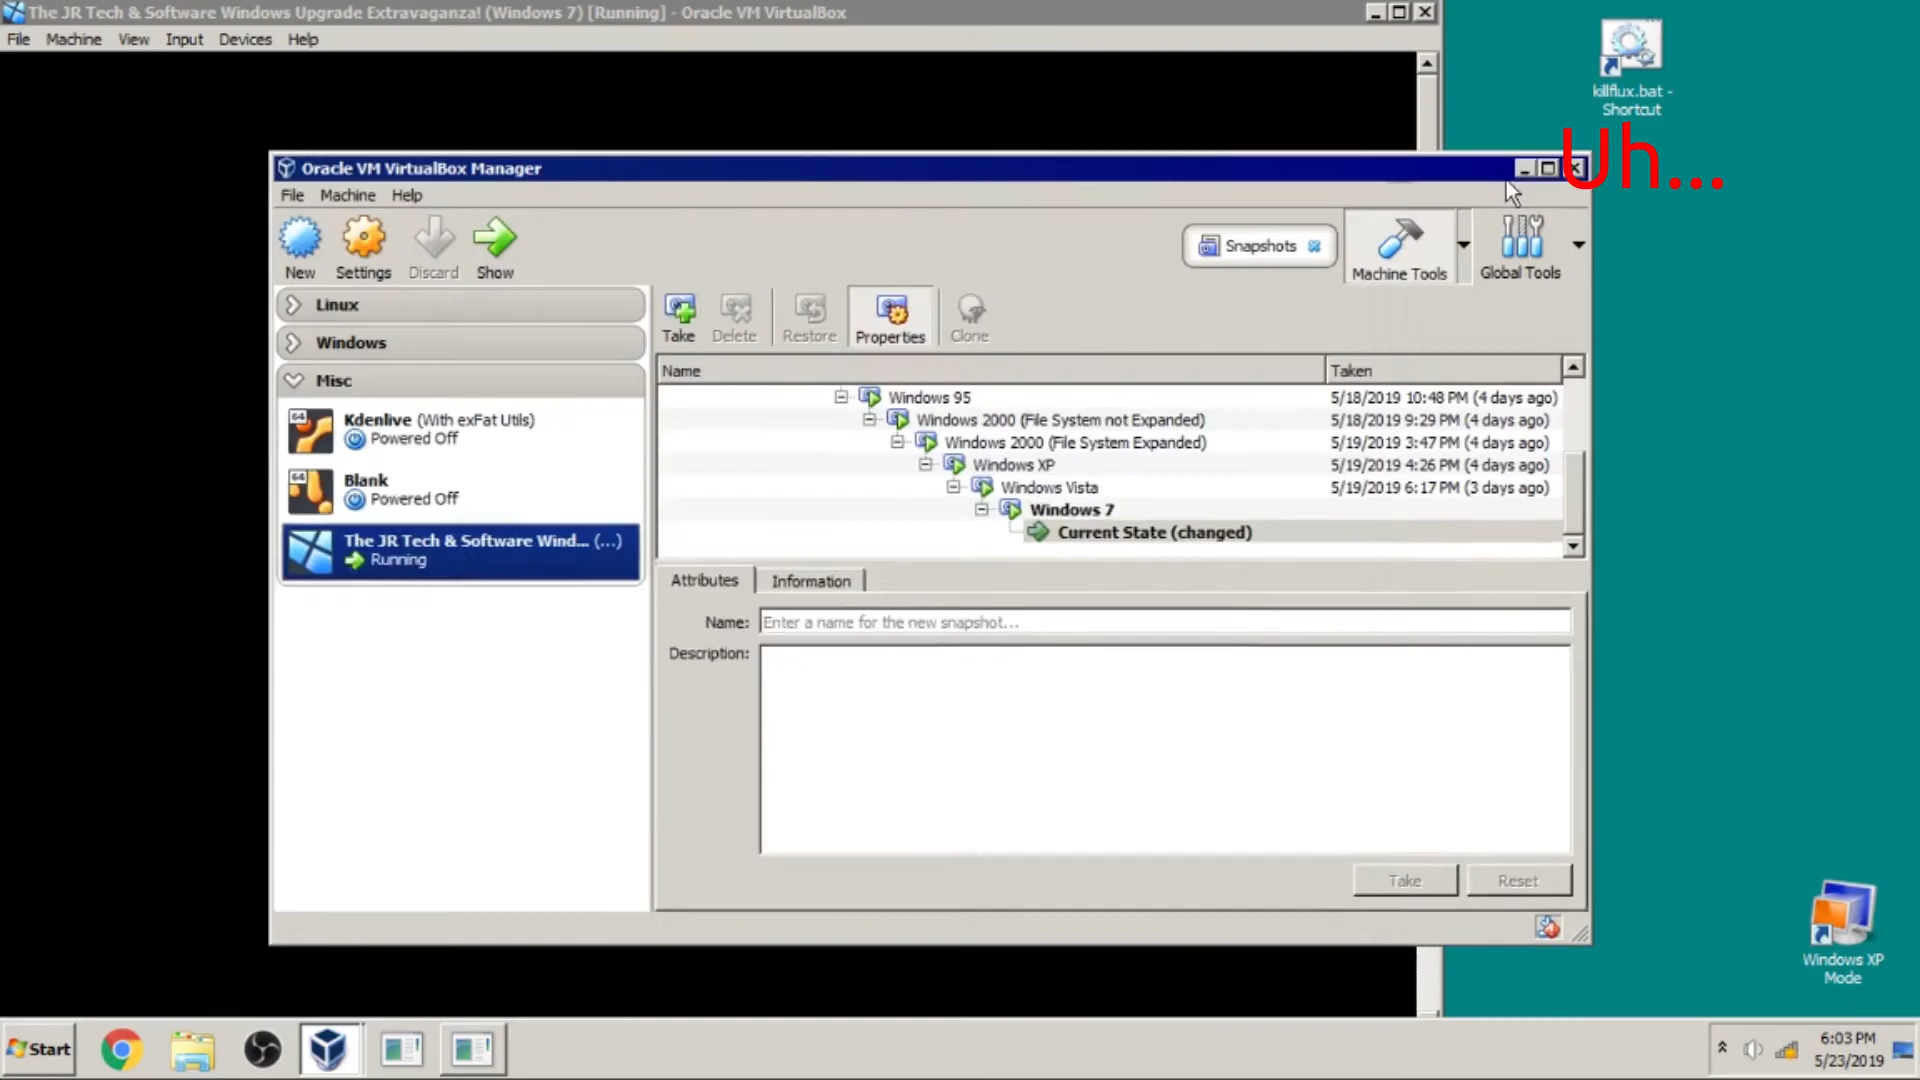 The JR Tech & Software Windows Upgrade Extravaganza! (Windows 7) [Running] - Oracle VM VirtualBox
File Machine View Input Devices Help
killflux.bat -
Shortcut
Uh...
Oracle VM VirtualBox Manager
File Machine Help
New Settings Discard Show
Snapshots
Machine Tools
Global Tools
Linux
Windows
Misc
64
Kdenlive (With exFat Utils)
Powered Off
64
Blank
Powered Off
The JR Tech & Software Wind... (...)
Running
Take Delete Restore Properties Clone
Name Taken
Windows 95 5/18/2019 10:48 PM (4 days ago)
Windows 2000 (File System not Expanded) 5/18/2019 9:29 PM (4 days ago)
Windows 2000 (File System Expanded) 5/19/2019 3:47 PM (4 days ago)
Windows XP 5/19/2019 4:26 PM (4 days ago)
Windows Vista 5/19/2019 6:17 PM (3 days ago)
Windows 7
Current State (changed)
Attributes Information
Name: Enter a name for the new snapshot...
Description:
Take Reset
Windows XP
Mode
Start
6:03 PM
5/23/2019